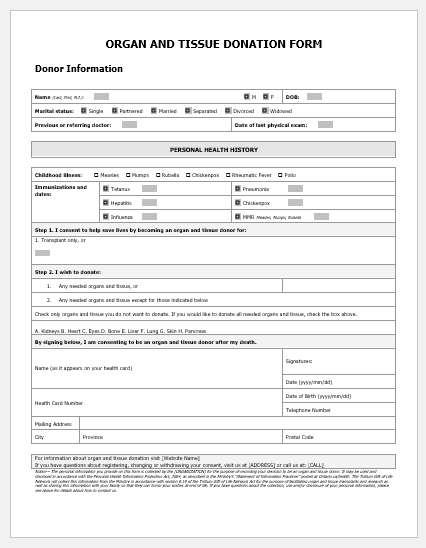 ORGAN AND TISSUE DONATION FORM
Donor Information
Name (Last, First, M.I.): M F DOB:
Marital status: Single Partnered Married Separated Divorced Widowed
Previous or referring doctor: Date of last physical exam:
PERSONAL HEALTH HISTORY
Childhood illness: Measles Mumps Rubella Chickenpox Rheumatic Fever Polio
Immunizations and dates: Tetanus Pneumonia
Hepatitis Chickenpox
Influenza MMR Measles, Mumps, Rubella
Step 1. I consent to help save lives by becoming an organ and tissue donor for:
1. Transplant only, or
Step 2. I wish to donate:
1. Any needed organs and tissue, or
2. Any needed organs and tissue except for those indicated below
Check only organs and tissue you do not want to donate. If you would like to donate all needed organs and tissue, check the box above.
A. Kidneys B. Heart C. Eyes D. Bone E. Liver F. Lung G. Skin H. Pancreas
By signing below, I am consenting to be an organ and tissue donor after my death.
Name (as it appears on your health card)
Signatures:
Date (yyyy/mm/dd)
Health Card Number
Date of Birth (yyyy/mm/dd)
Telephone Number
Mailing Address
City Province Postal Code
For information about organ and tissue donation visit [Website Name]
If you have questions about registering, changing or withdrawing your consent, visit us at [ADDRESS] or call us at: [CALL]